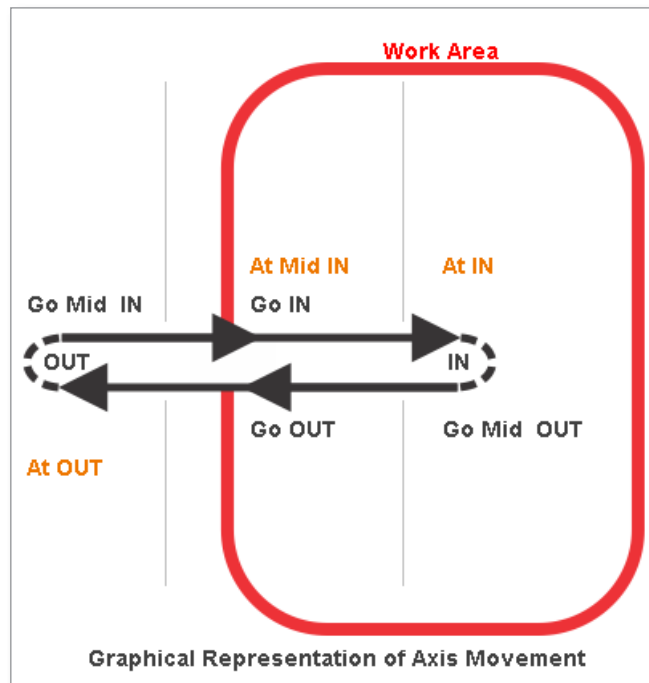 Work Area
At Mid IN
At IN
Go Mid IN
Go IN
OUT
IN
Go OUT
Go Mid OUT
At OUT
Graphical Representation of Axis Movement